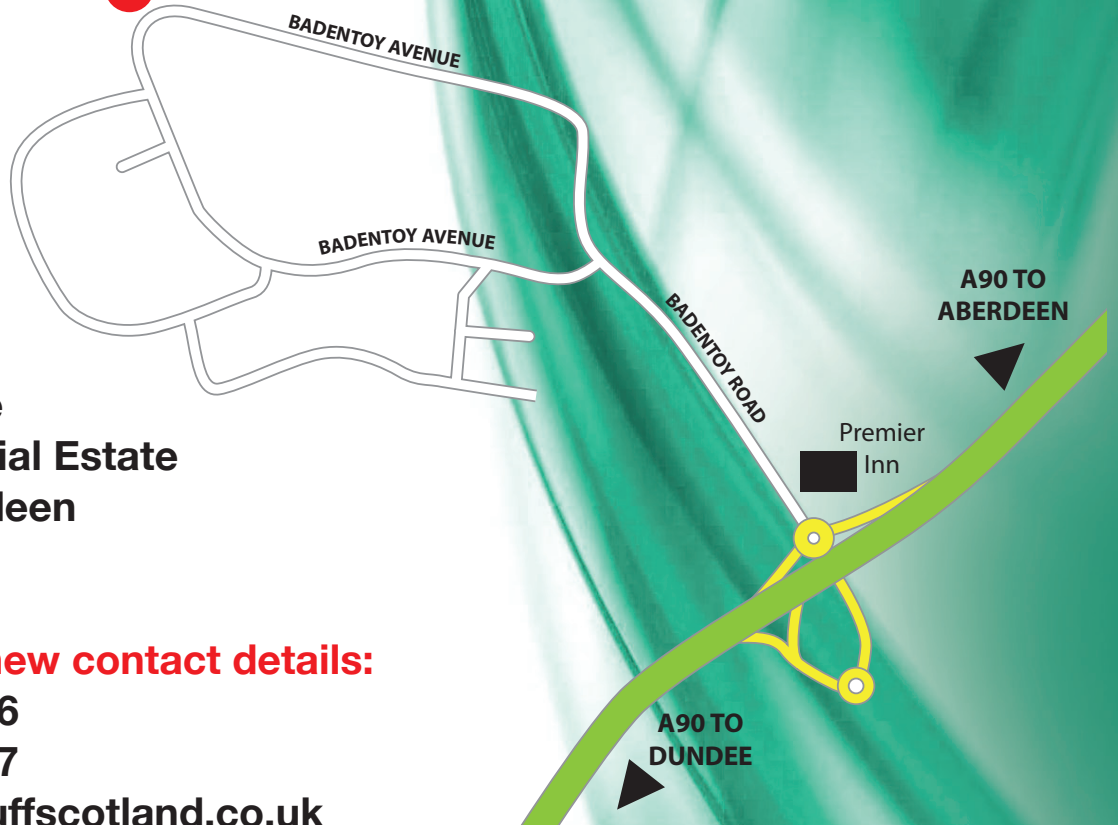 BADENTOY AVENUE
BADENTOY AVENUE
BADENTOY ROAD
A90 TO
ABERDEEN
Premier
Inn
A90 TO
DUNDEE
e
ial Estate
leen
new contact details:
6
7
uffscotland.co.uk